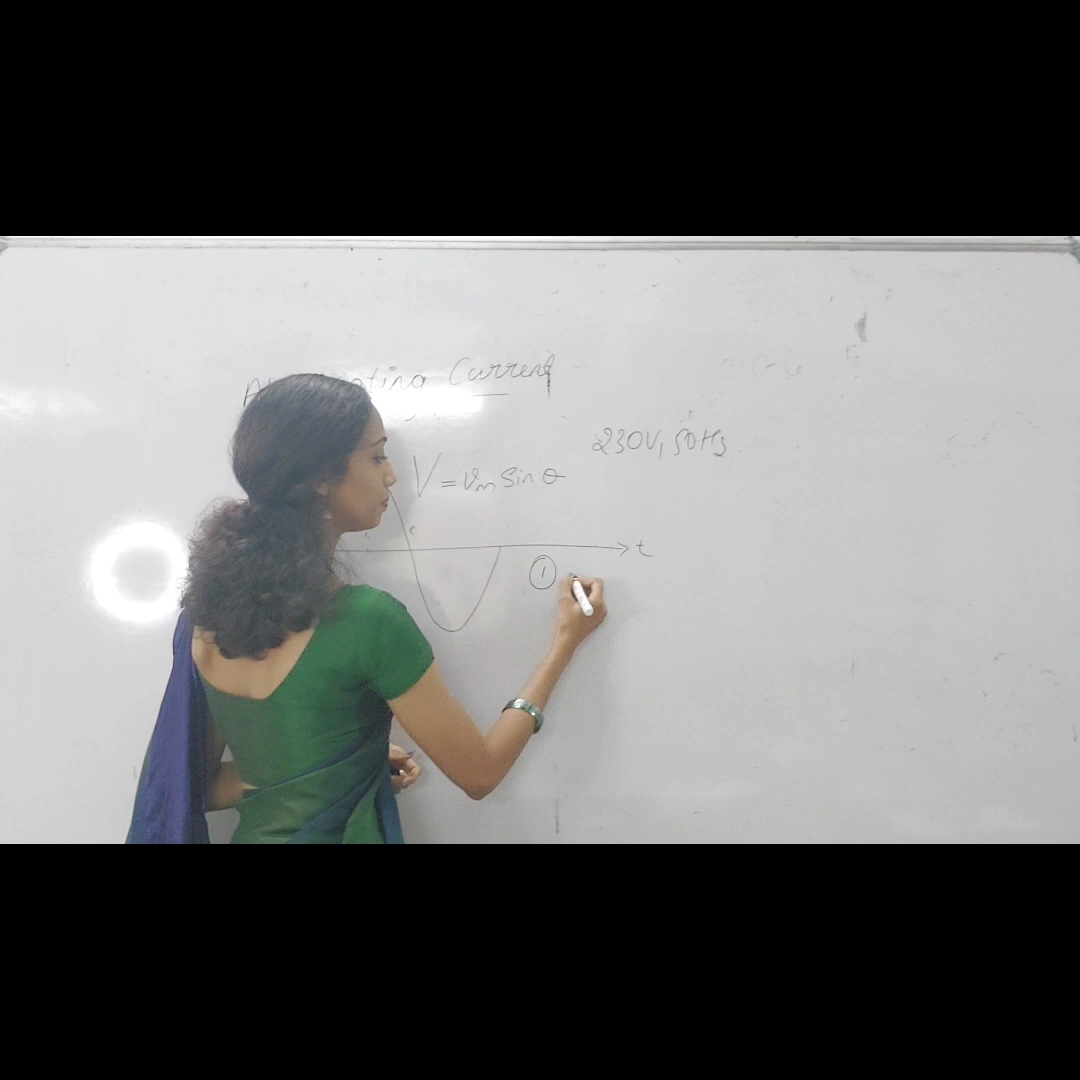 Current
230V, 50Hz
V = Vm Sin θ
t
1